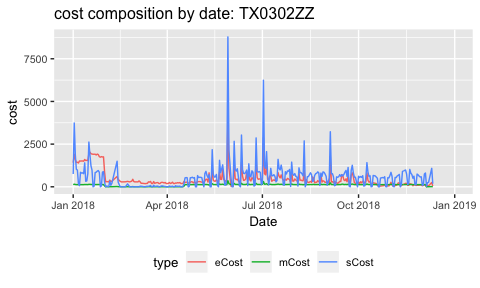 cost composition by date: TX0302ZZ
cost
7500
5000
2500
0
Jan 2018 Apr 2018 Jul 2018 Oct 2018 Jan 2019
Date
type eCost mCost sCost